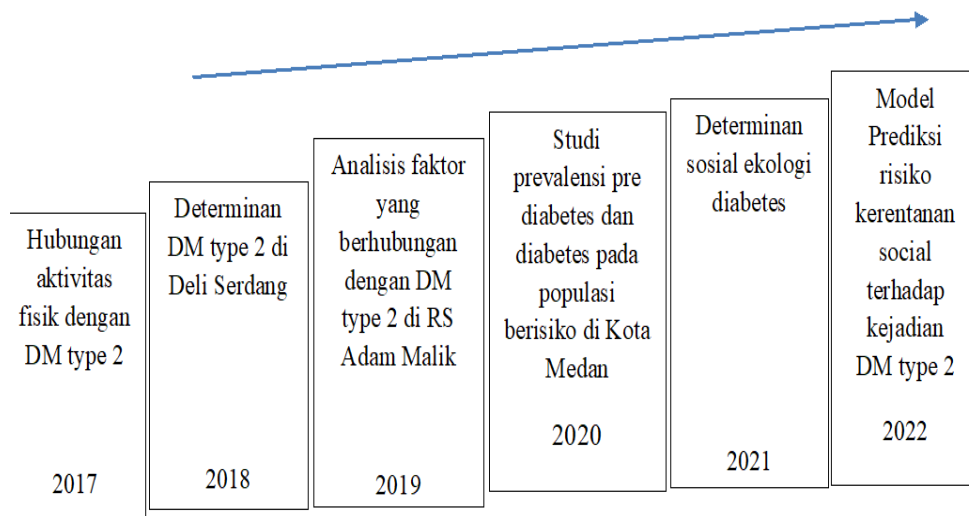 Hubungan
aktivitas
fisik dengan
DM type 2
2017
Determinan
DM type 2 di
Deli Serdang
2018
Analisis faktor
yang
berhubungan
dengan DM
type 2 di RS
Adam Malik
2019
Studi
prevalensi pre
diabetes dan
diabetes pada
populasi
berisiko di Kota
Medan
2020
Determinan
sosial ekologi
diabetes
2021
Model
Prediksi
risiko
kerentanan
social
terhadap
kejadian
DM type 2
2022